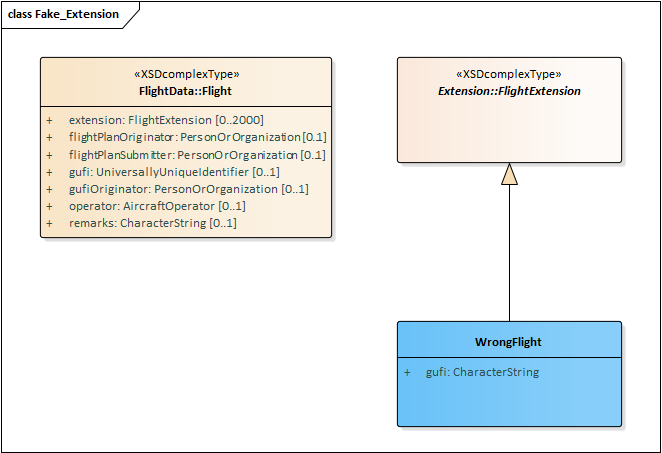 class Fake_Extension
«XSDcomplexType»
FlightData::Flight
+ extension: FlightExtension [0..2000]
+ flightPlanOriginator: PersonOrOrganization [0.1]
+ flightPlanSubmitter: PersonOrOrganization [0.1]
+ gufi: UniversallyUniqueIdentifier [0..1]
+ gufiOriginator: PersonOrOrganization [0..1]
+ operator: AircraftOperator [0..1]
+ remarks: CharacterString [0..1]
«XSDcomplexType»
Extension::FlightExtension
WrongFlight
+ gufi: CharacterString